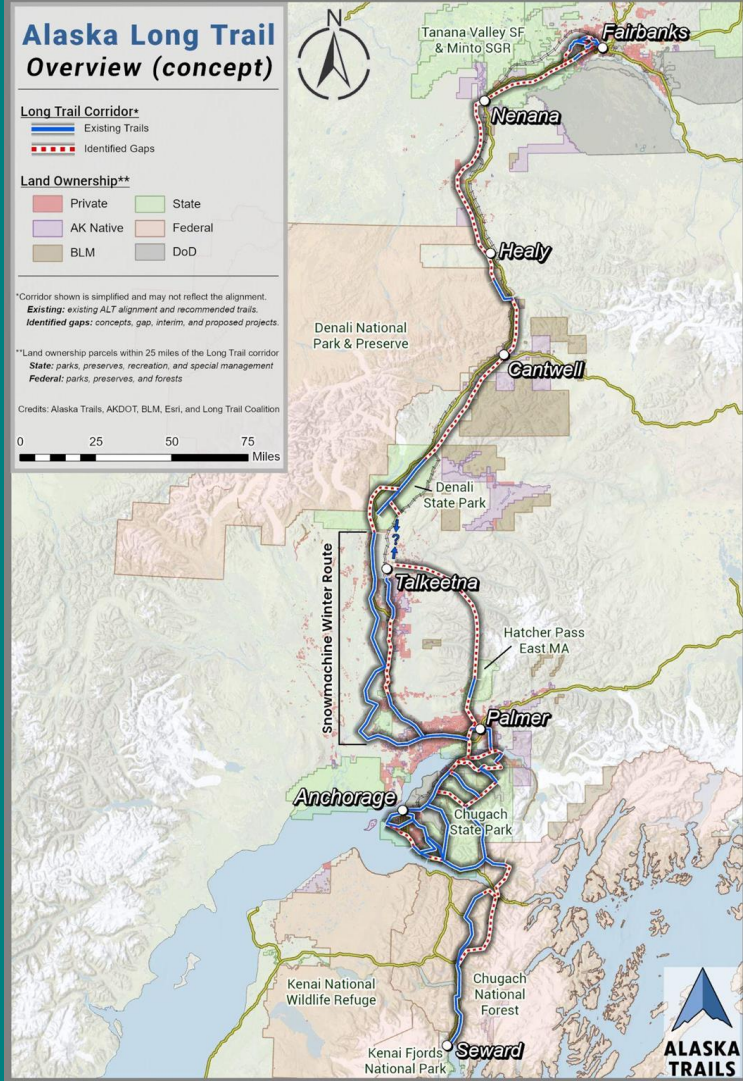 Alaska Long Trail
Overview (concept)
Long Trail Corridor*
Existing Trails
Identified Gaps
Land Ownership**
Private
State
AK Native
Federal
BLM
DoD
*Corridor shown is simplified and may not reflect the alignment.
Existing: existing ALT alignment and recommended trails.
Identified gaps: concepts, gap, interim, and proposed projects.
**Land ownership parcels within 25 miles of the Long Trail corridor
State: parks, preserves, recreation, and special management
Federal: parks, preserves, and forests
Credits: Alaska Trails, AKDOT, BLM, Esri, and Long Trail Coalition
0 25 50 75
Miles
N
Tanana Valley SF
& Minto SGR
Fairbanks
Nenana
Healy
Denali National
Park & Preserve
Cantwell
Denali
State Park
?
Talkeetna
Snowmachine Winter Route
Hatcher Pass
East MA
Palmer
Anchorage
Chugach
State Park
Kenai National
Wildlife Refuge
Chugach
National
Forest
Kenai Fjords
National Park
Seward
ALASKA
TRAILS